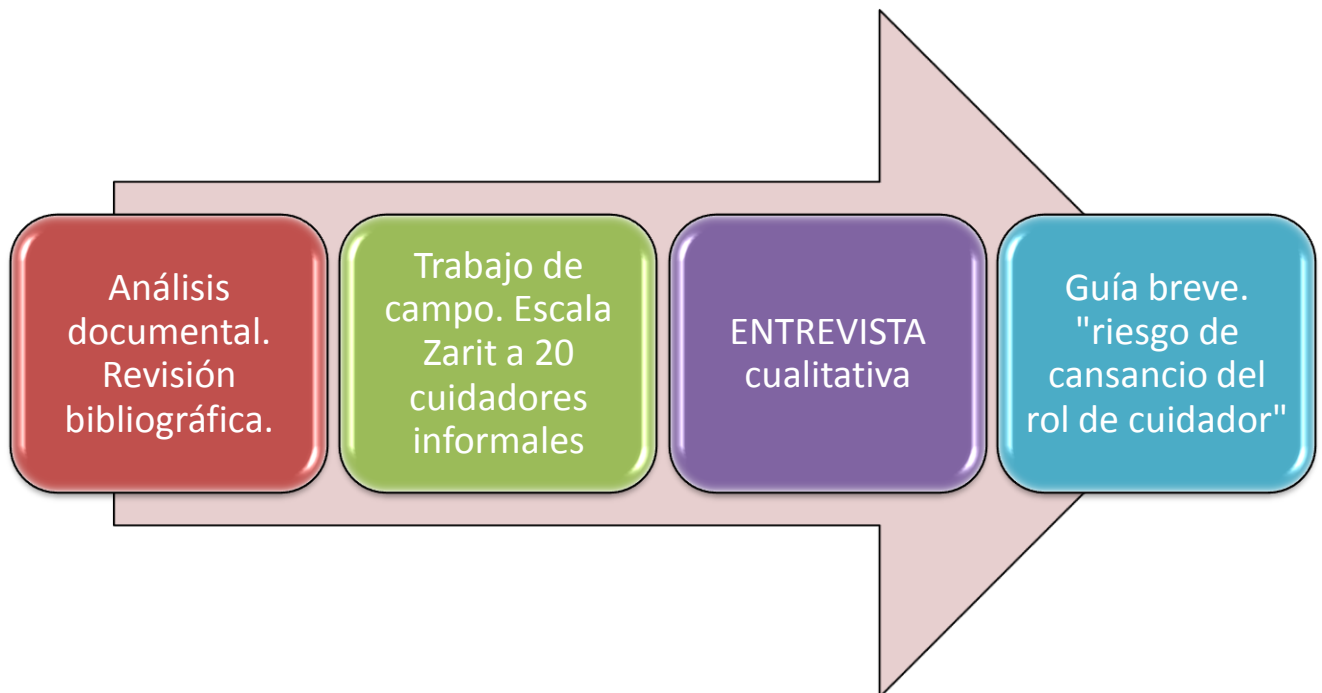 Análisis
documental.
Revisión
bibliográfica.
Trabajo de
campo. Escala
Zarit a 20
cuidadores
informales
ENTREVISTA
cualitativa
Guía breve.
"riesgo de
cansancio del
rol de cuidador"